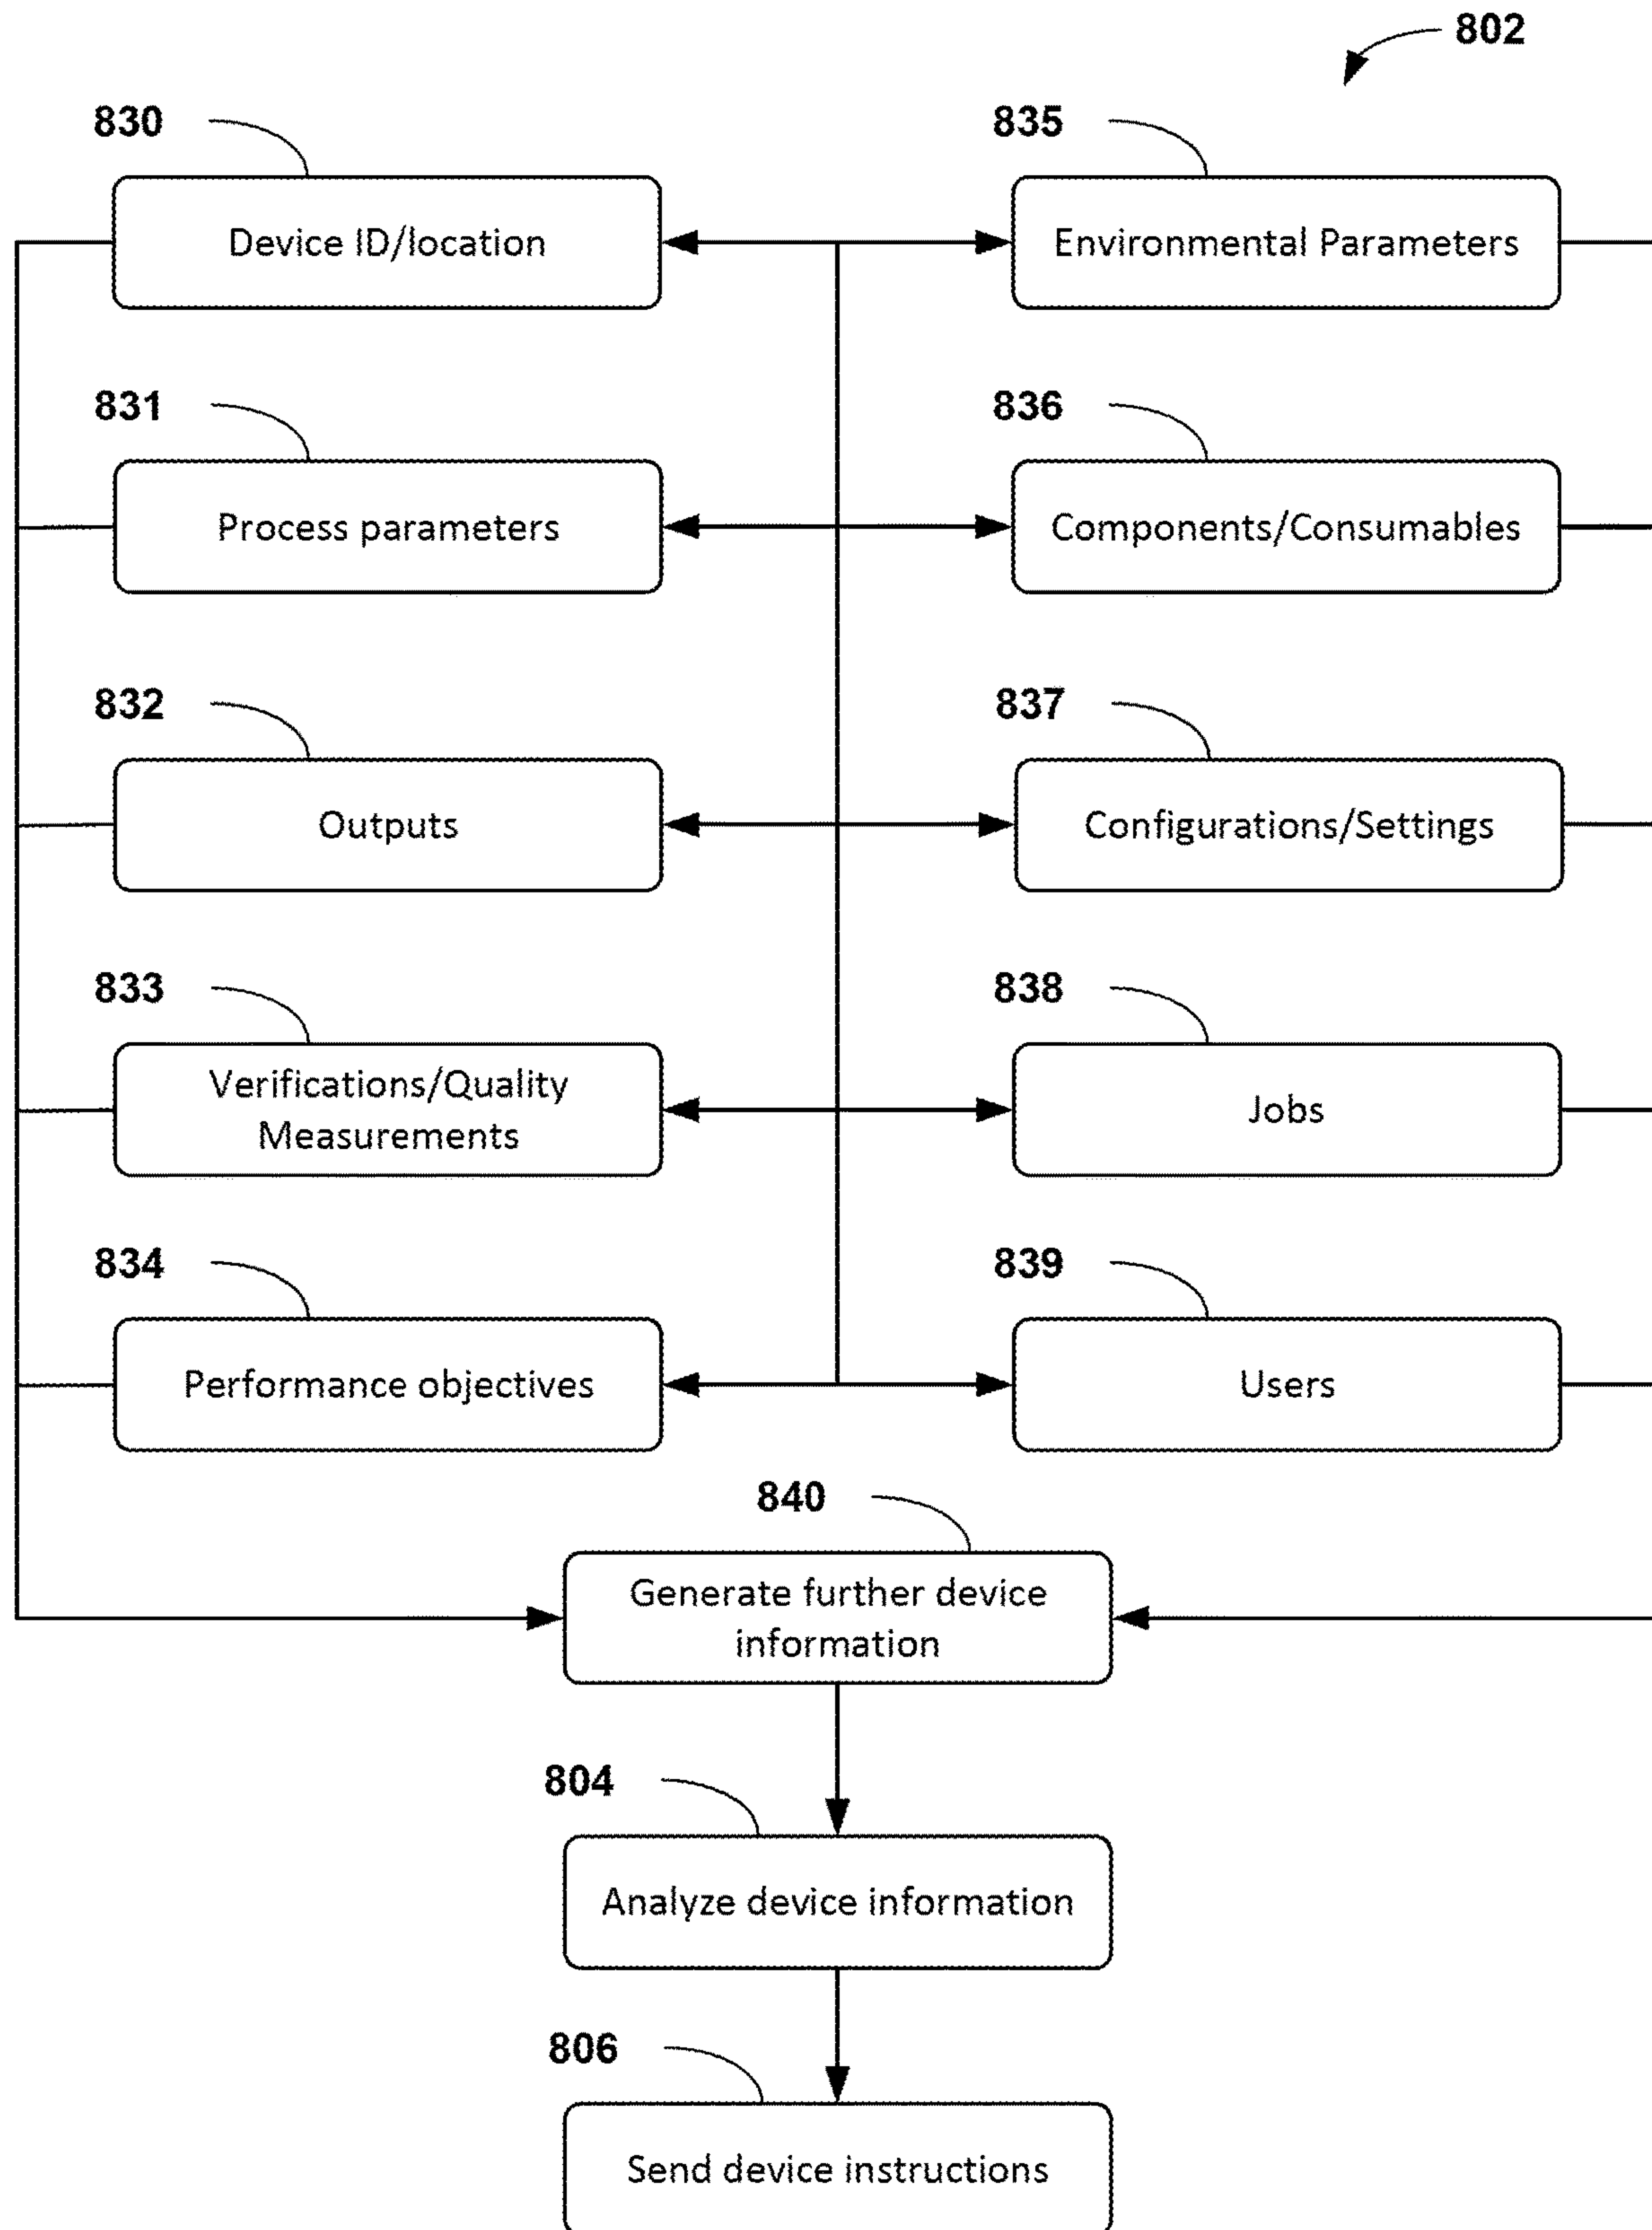 802
830
835
Device ID/location
Environmental Parameters
831
836
Process parameters
Components/Consumables
832
837
Outputs
Configurations/Settings
833
838
Verifications/Quality
Measurements
Jobs
834
839
Performance objectives
Users
840
Generate further device
information
804
Analyze device information
806
Send device instructions